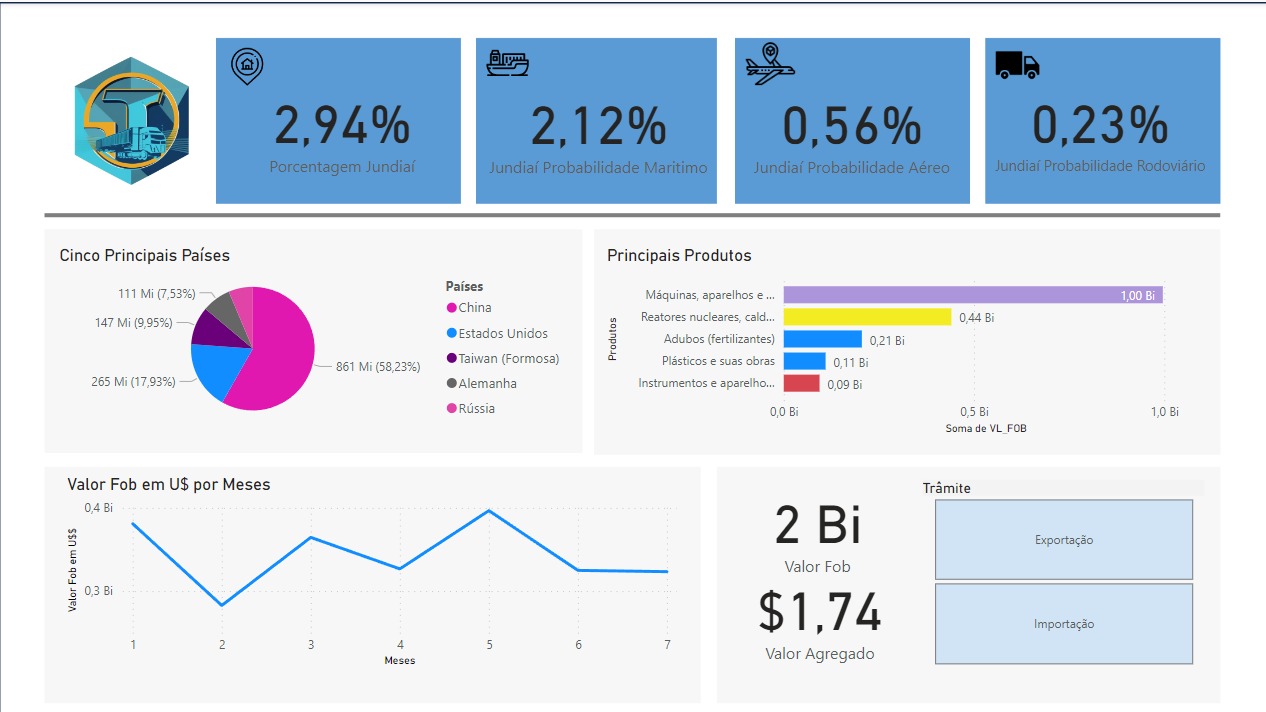 2,94%
Porcentagem Jundiaí
2,12%
Jundiaí Probabilidade Maritimo
0,56%
Jundiaí Probabilidade Aéreo
0,23%
Jundiaí Probabilidade Rodoviário
Cinco Principais Países
111 Mi (7,53%)
147 Mi (9,95%)
265 Mi (17,93%)
861 Mi (58,23%)
Países
China
Estados Unidos
Taiwan (Formosa)
Alemanha
Rússia
Principais Produtos
Produtos
Máquinas, aparelhos e ...
1,00 Bi
Reatores nucleares, cald...
0,44 Bi
Adubos (fertilizantes)
0,21 Bi
Plásticos e suas obras
0,11 Bi
Instrumentos e aparelho...
0,09 Bi
0,0 Bi
0,5 Bi
1,0 Bi
Soma de VL_FOB
Valor Fob em U$ por Meses
Valor Fob em U$$
0,4 Bi
0,3 Bi
1
2
3
4
5
6
7
Meses
2 Bi
Valor Fob
$1,74
Valor Agregado
Trâmite
Exportação
Importação